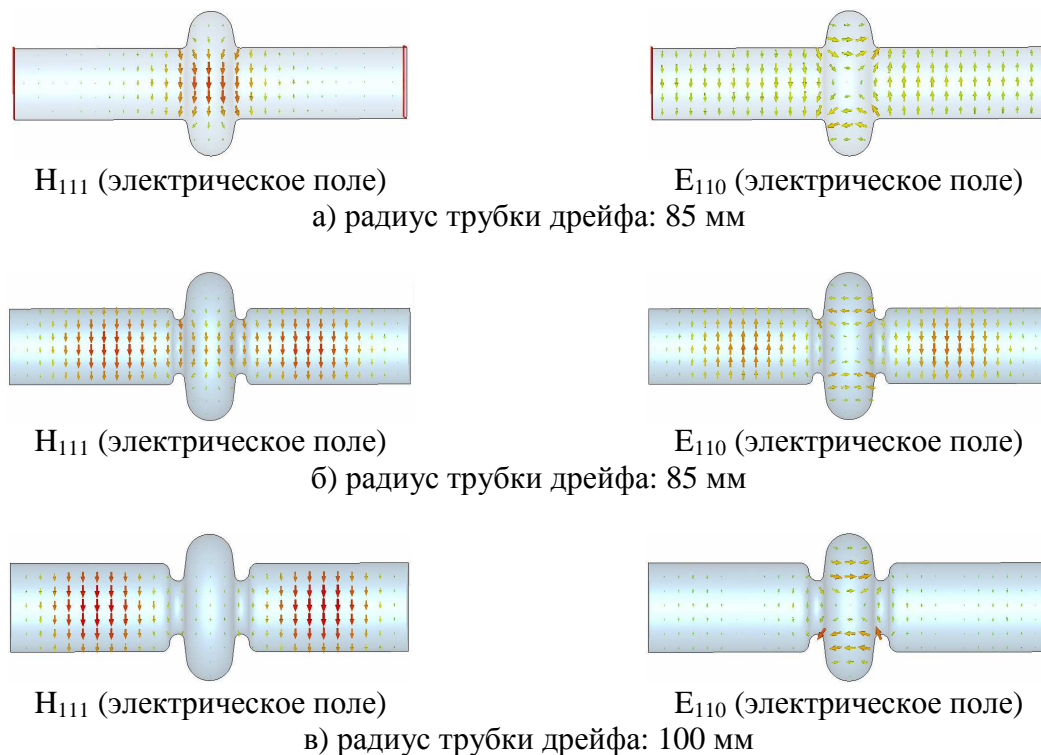 H₁₁₁ (электрическое поле) E₁₁₀ (электрическое поле)
а) радиус трубки дрейфа: 85 мм
H₁₁₁ (электрическое поле) E₁₁₀ (электрическое поле)
б) радиус трубки дрейфа: 85 мм
H₁₁₁ (электрическое поле) E₁₁₀ (электрическое поле)
в) радиус трубки дрейфа: 100 мм